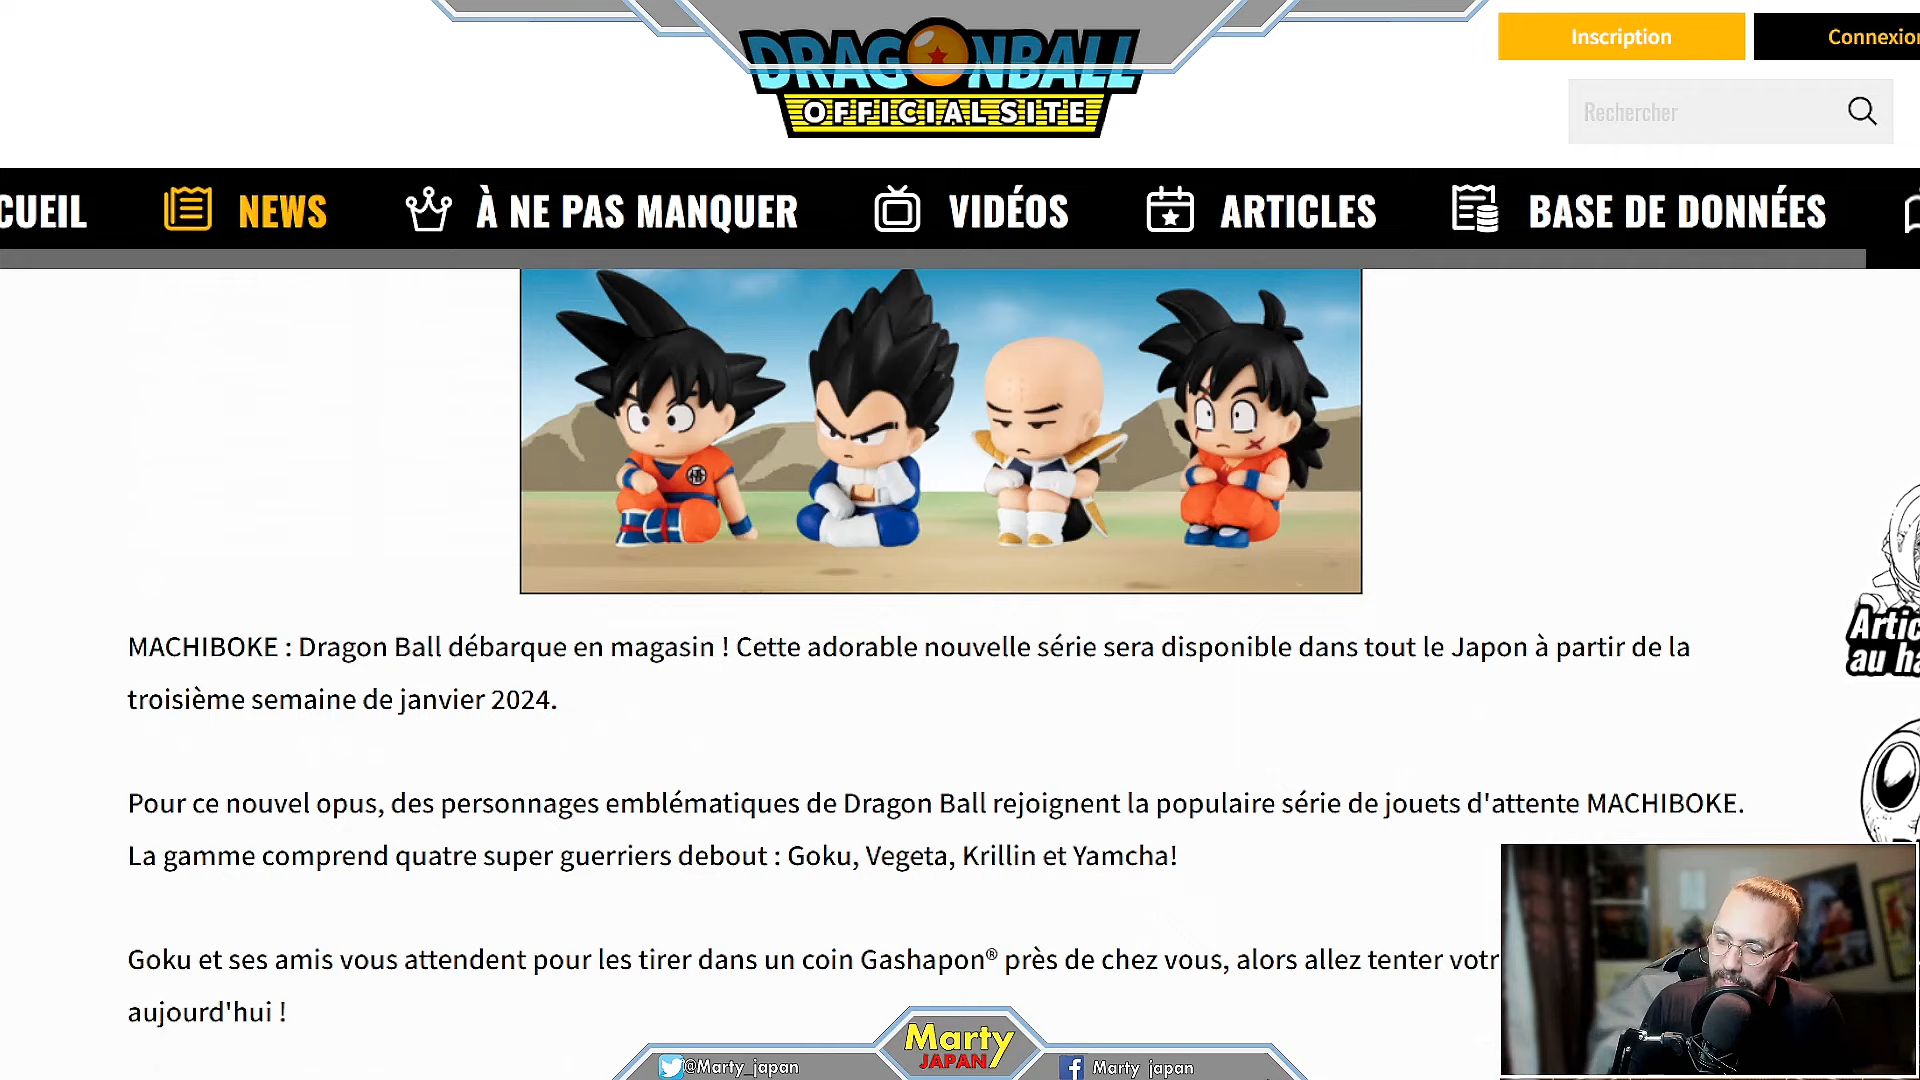 DRAGONBALL
OFFICIAL SITE
Inscription
Connexion
Rechercher
CUEIL
NEWS
À NE PAS MANQUER
VIDÉOS
ARTICLES
BASE DE DONNÉES
MACHIBOKE : Dragon Ball débarque en magasin ! Cette adorable nouvelle série sera disponible dans tout le Japon à partir de la
troisième semaine de janvier 2024.
Pour ce nouvel opus, des personnages emblématiques de Dragon Ball rejoignent la populaire série de jouets d'attente MACHIBOKE.
La gamme comprend quatre super guerriers debout : Goku, Vegeta, Krillin et Yamcha!
Goku et ses amis vous attendent pour les tirer dans un coin Gashapon® près de chez vous, alors allez tenter votr
aujourd'hui !
Artic
au ha
Marty
JAPAN
@Marty_japan
Marty japan